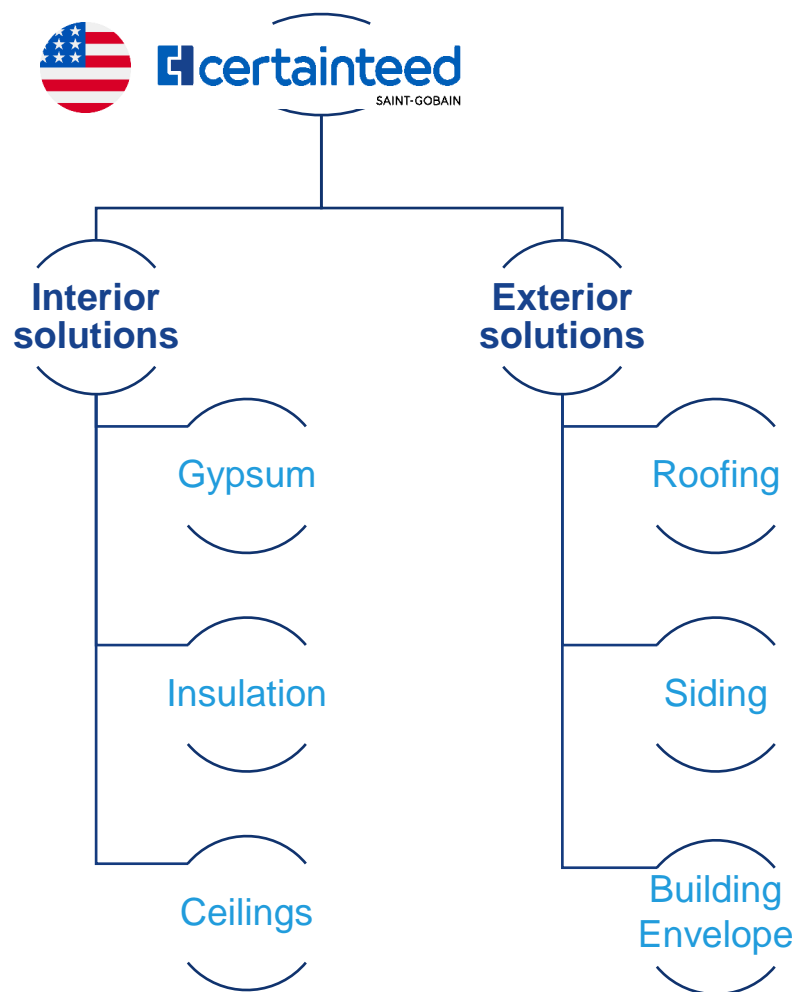 certainteed
SAINT-GOBAIN
Interior
solutions
Exterior
solutions
Gypsum
Roofing
Insulation
Siding
Ceilings
Building
Envelope